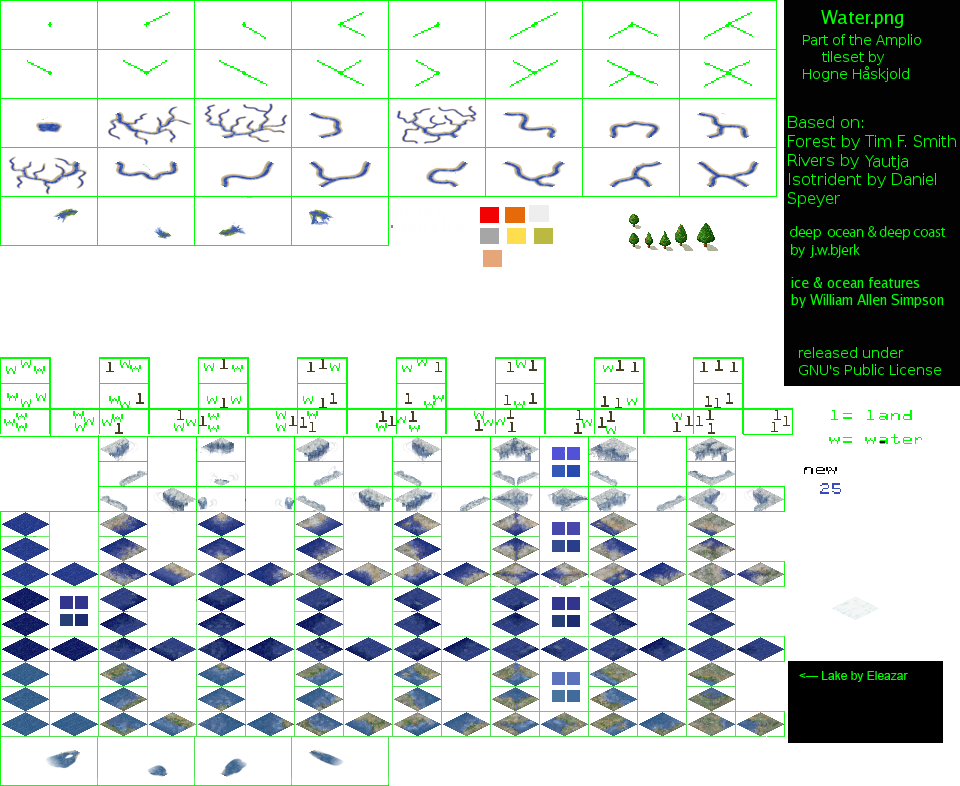 Water.png
Part of the Amplio
tileset by
Hogne Håskjold
Based on:
Forest by Tim F. Smith
Rivers by Yautja
Isotrident by Daniel
Speyer
deep ocean & deep coast
by j.w.bjerk
ice & ocean features
by William Allen Simpson
released under
GNU's Public License
W W W l W W W l W l l W W W l l W l W l l l l l
W W W W W l W l W W l l l W W l W l l l W l l l
l= land
w= water
new
25
<— Lake by Eleazar